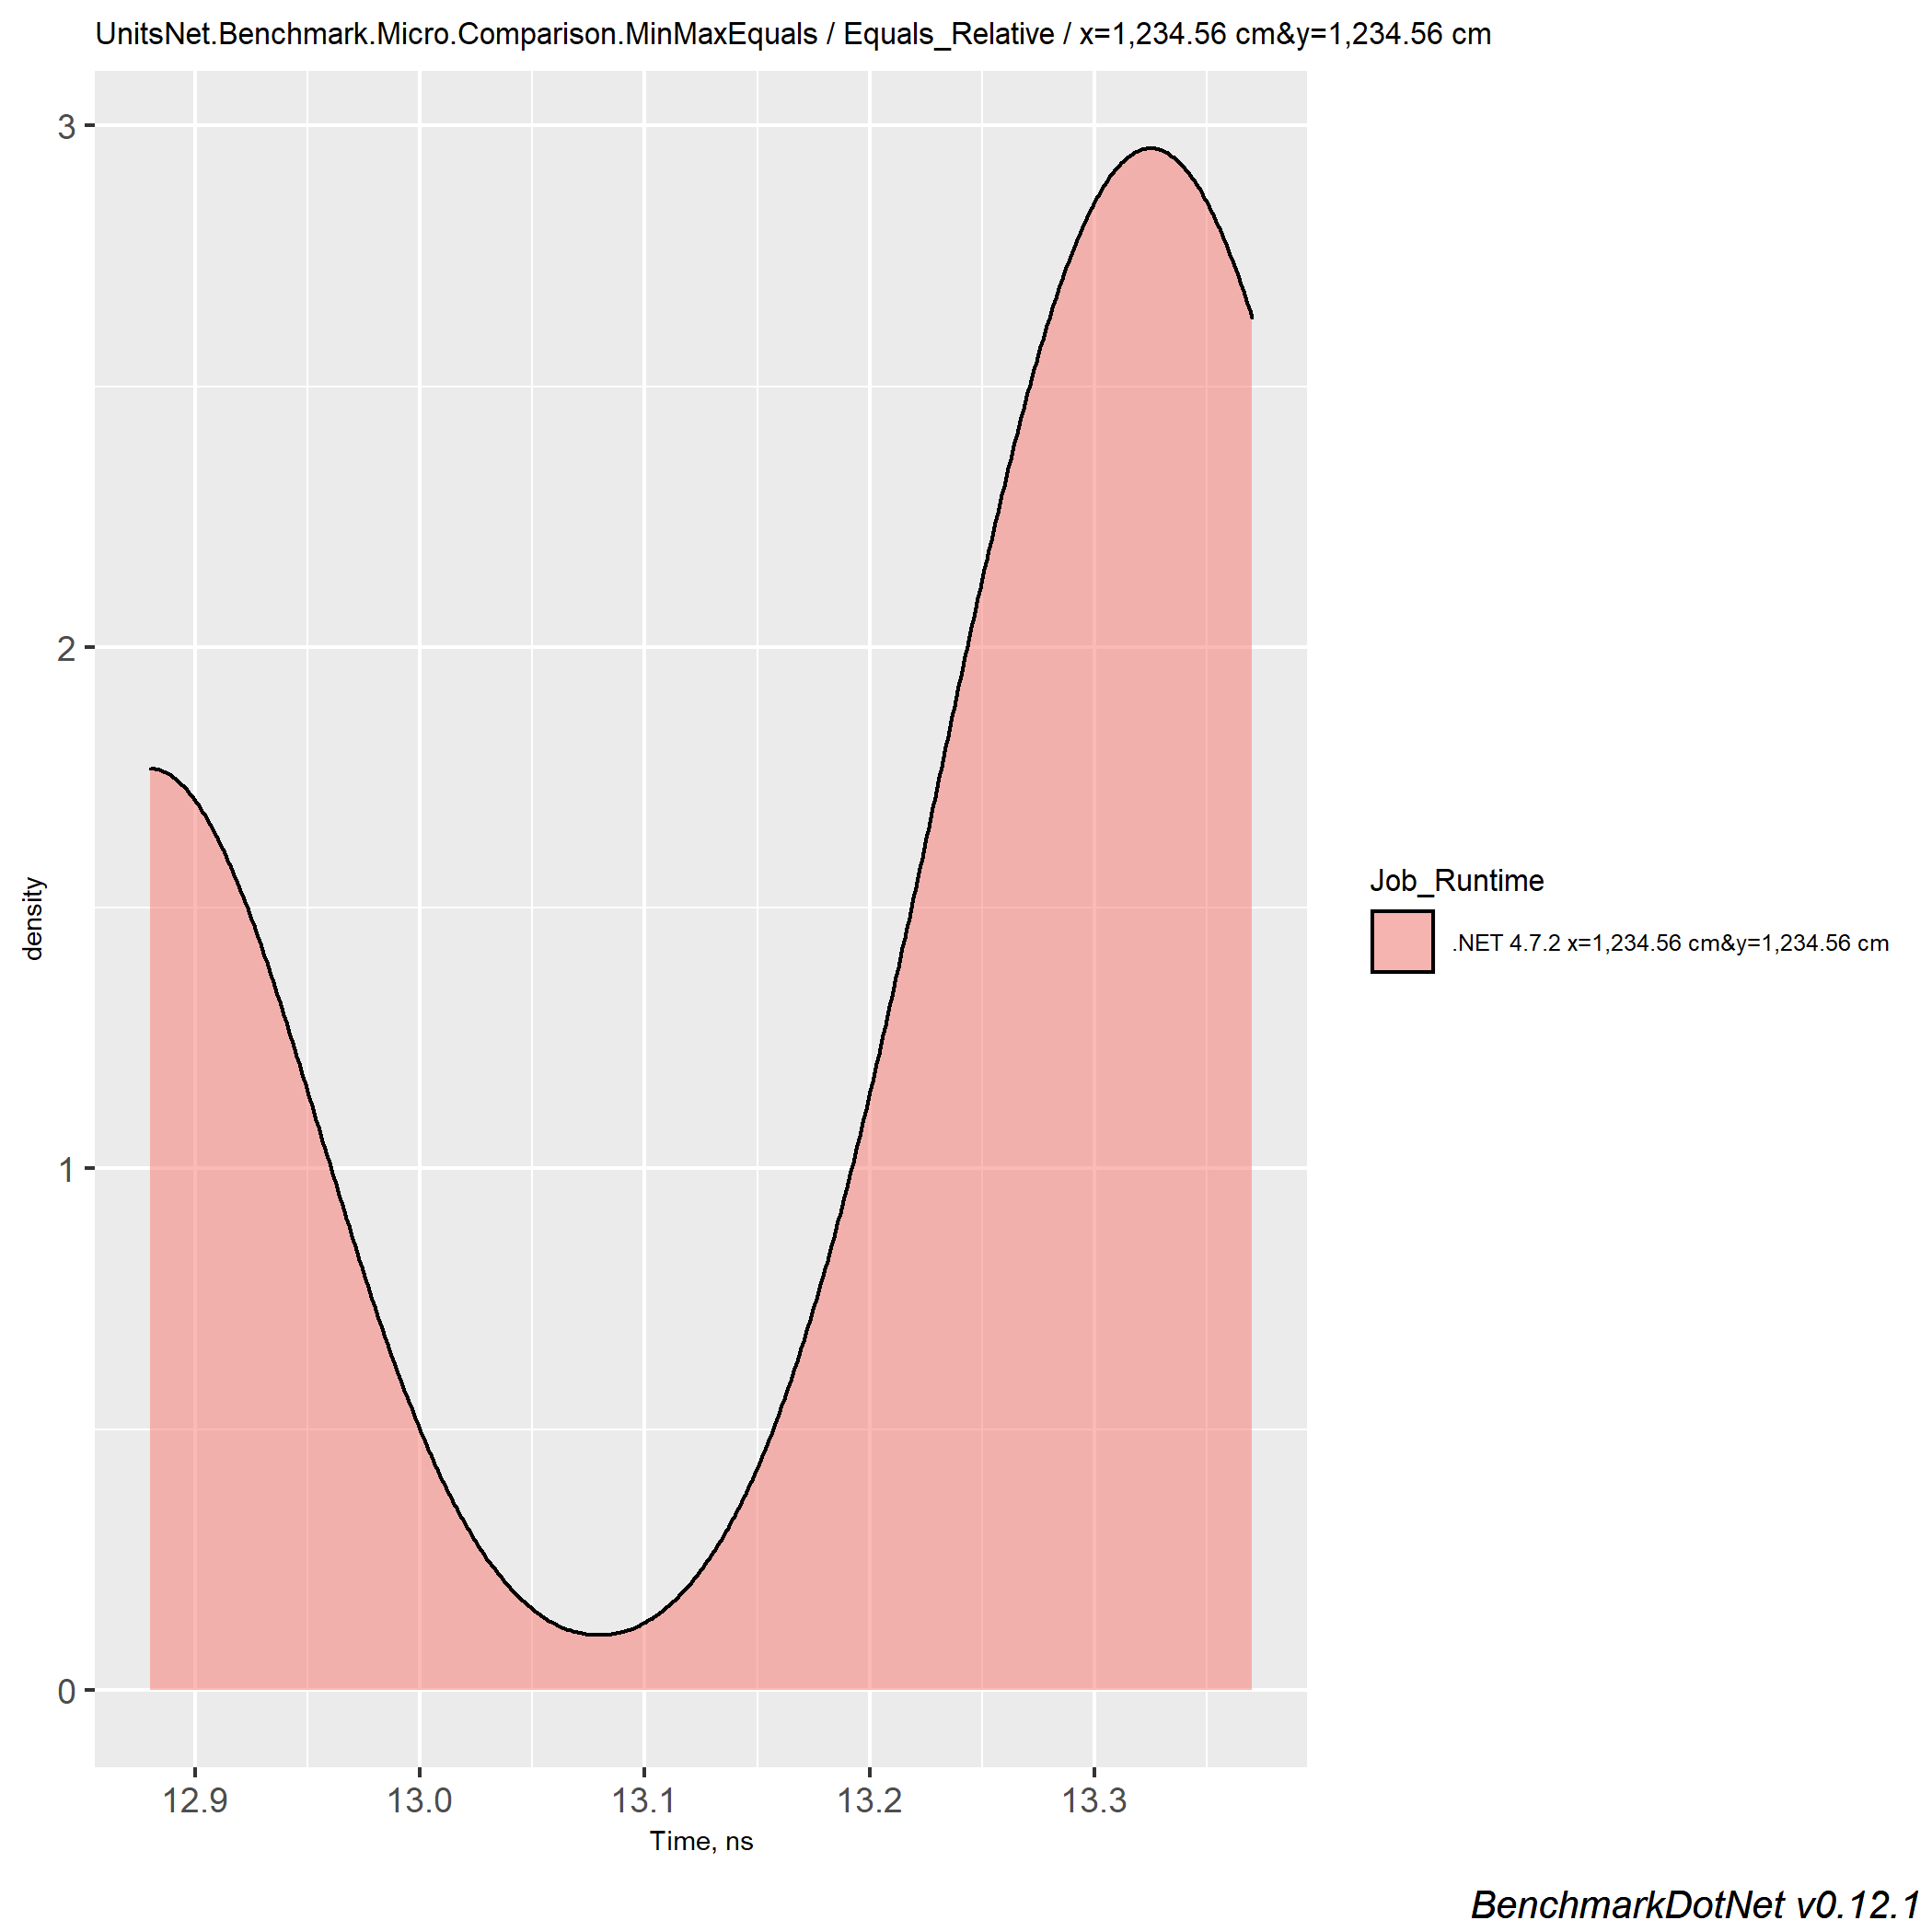 UnitsNet.Benchmark.Micro.Comparison.MinMaxEquals / Equals_Relative / x=1,234.56 cm&y=1,234.56 cm
3
2
1
0
density
12.9 13.0 13.1 13.2 13.3
Time, ns
Job_Runtime
.NET 4.7.2 x=1,234.56 cm&y=1,234.56 cm
BenchmarkDotNet v0.12.1